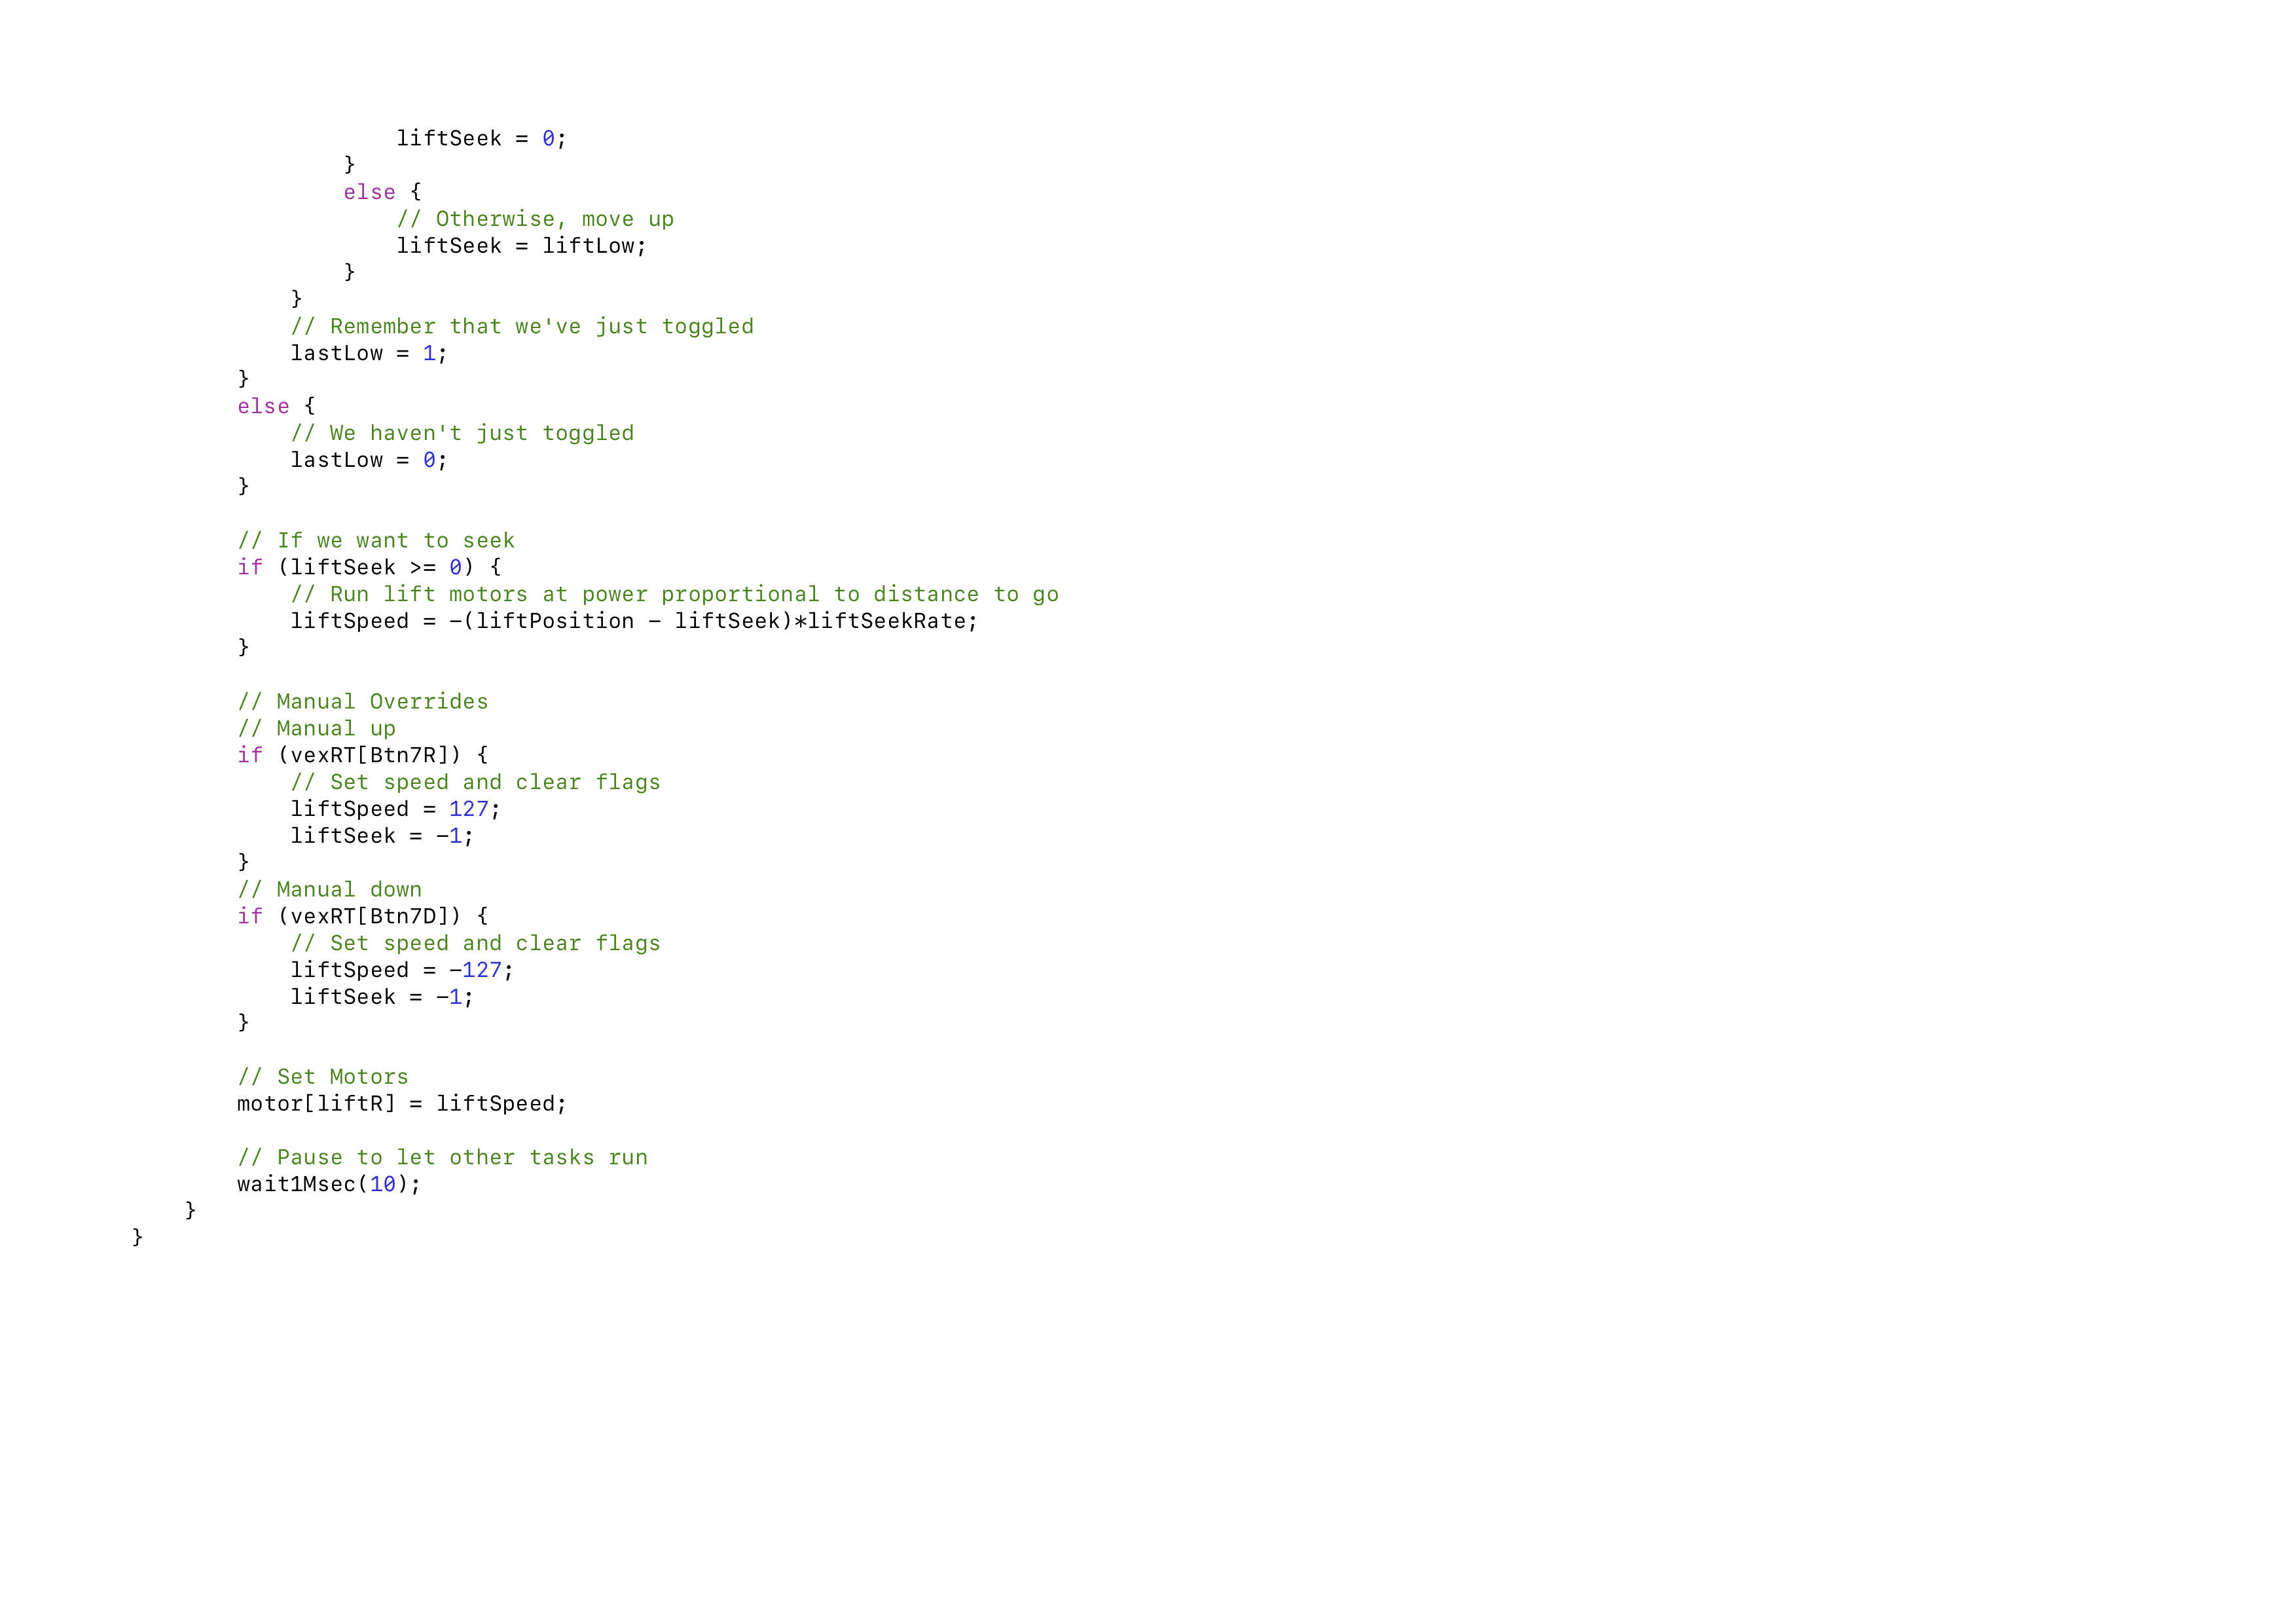 liftSeek = 0;
                }
                else {
                    // Otherwise, move up
                    liftSeek = liftLow;
                }
            }
            // Remember that we've just toggled
            lastLow = 1;
        }
        else {
            // We haven't just toggled
            lastLow = 0;
        }

        // If we want to seek
        if (liftSeek >= 0) {
            // Run lift motors at power proportional to distance to go
            liftSpeed = -(liftPosition - liftSeek)*liftSeekRate;
        }

        // Manual Overrides
        // Manual up
        if (vexRT[Btn7R]) {
            // Set speed and clear flags
            liftSpeed = 127;
            liftSeek = -1;
        }
        // Manual down
        if (vexRT[Btn7D]) {
            // Set speed and clear flags
            liftSpeed = -127;
            liftSeek = -1;
        }

        // Set Motors
        motor[liftR] = liftSpeed;

        // Pause to let other tasks run
        wait1Msec(10);
    }
}